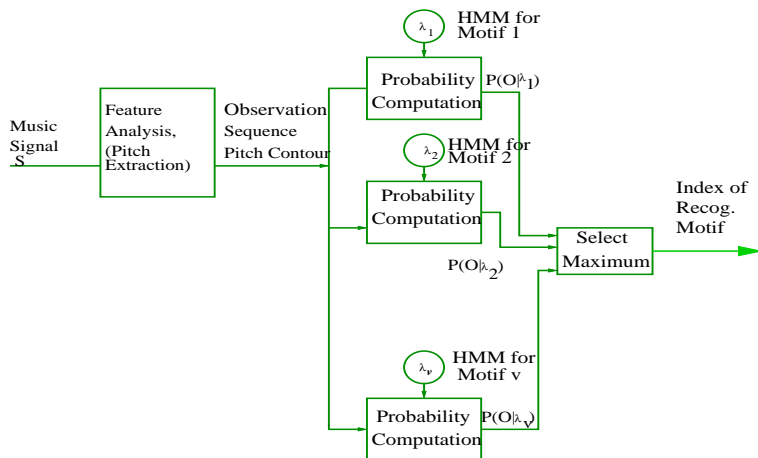 λ1
HMM for
Motif 1
Probability
Computation
P(O|λ1)
Music
Signal
S
Feature
Analysis,
(Pitch
Extraction)
Observation
Sequence
Pitch Contour
λ2
HMM for
Motif 2
Probability
Computation
P(O|λ2)
Select
Maximum
Index of
Recog.
Motif
λv
HMM for
Motif v
Probability
Computation
P(O|λv)